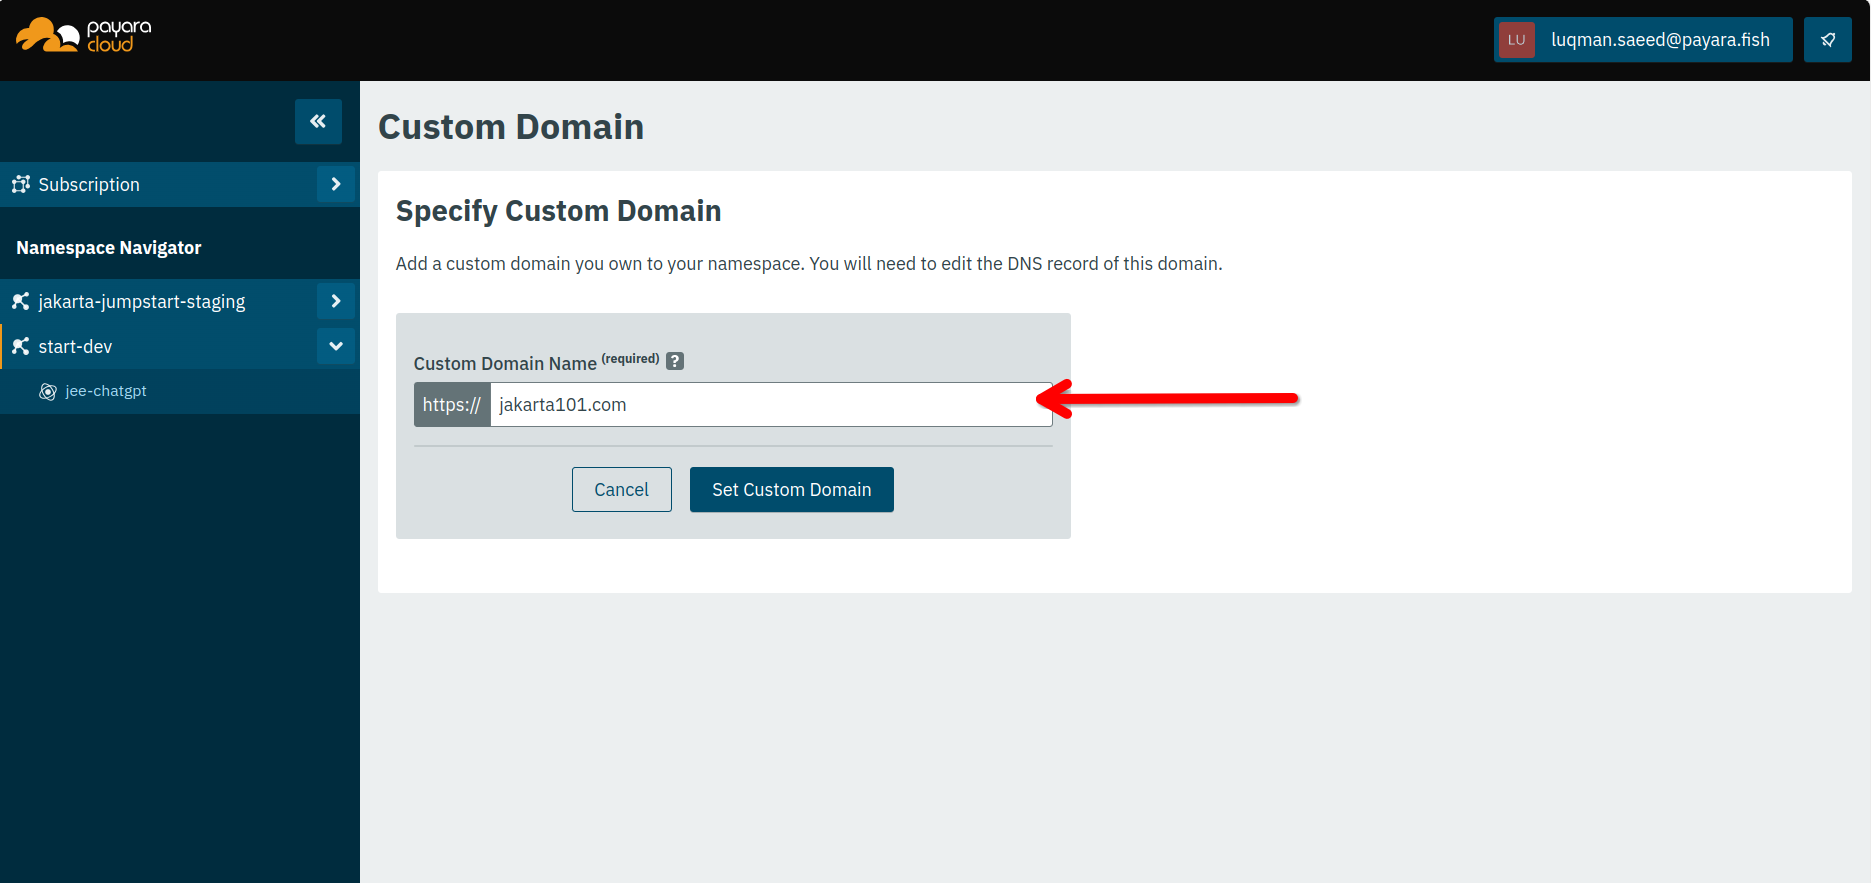 payara
cloud
LU luqman.saeed@payara.fish
Custom Domain
Subscription
Specify Custom Domain
Namespace Navigator
Add a custom domain you own to your namespace. You will need to edit the DNS record of this domain.
jakarta-jumpstart-staging
start-dev
Custom Domain Name (required) ?
jee-chatgpt
https:// jakarta101.com
Cancel Set Custom Domain